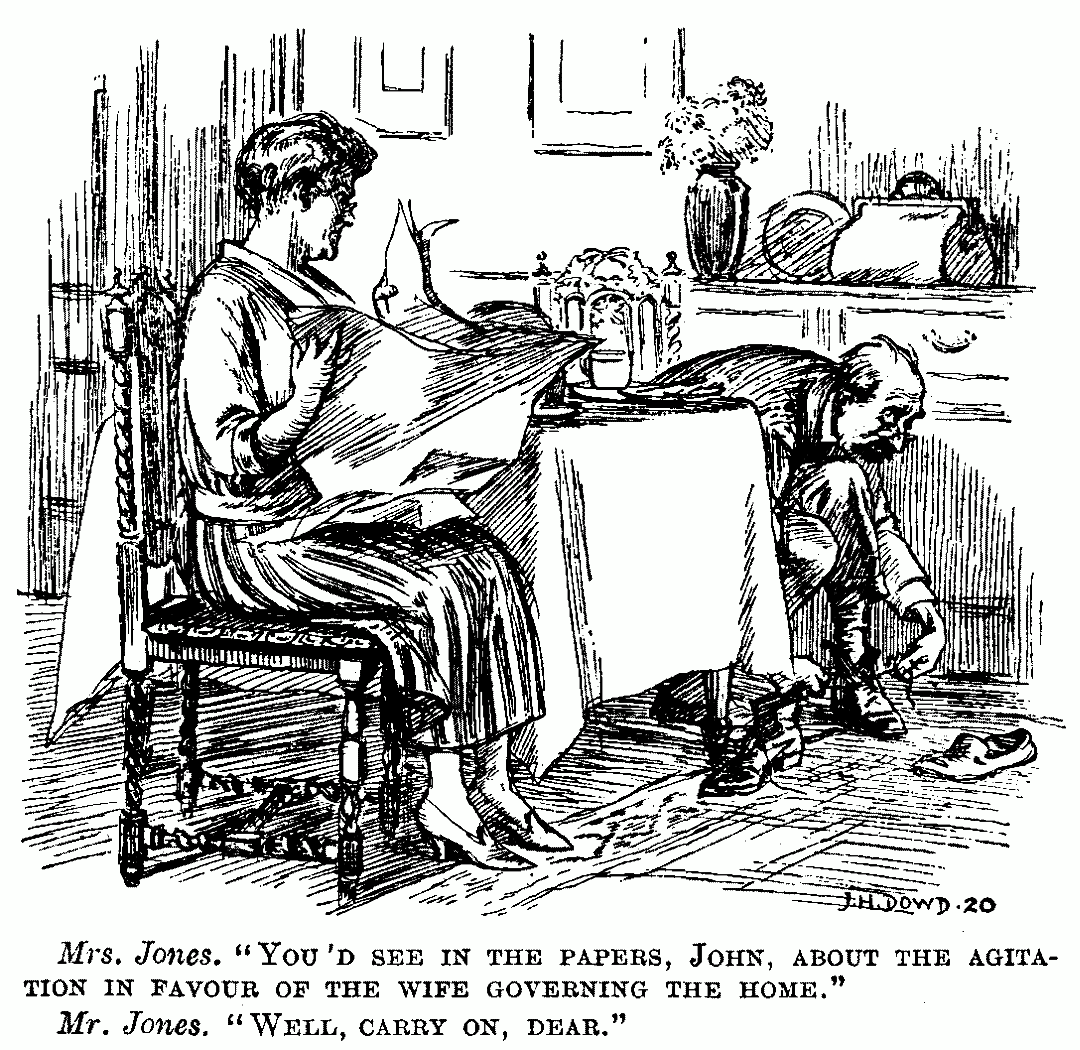 J.H.DOWD.20
Mrs. Jones. "YOU'D SEE IN THE PAPERS, JOHN, ABOUT THE AGITA-
TION IN FAVOUR OF THE WIFE GOVERNING THE HOME."
Mr. Jones. "WELL, CARRY ON, DEAR."